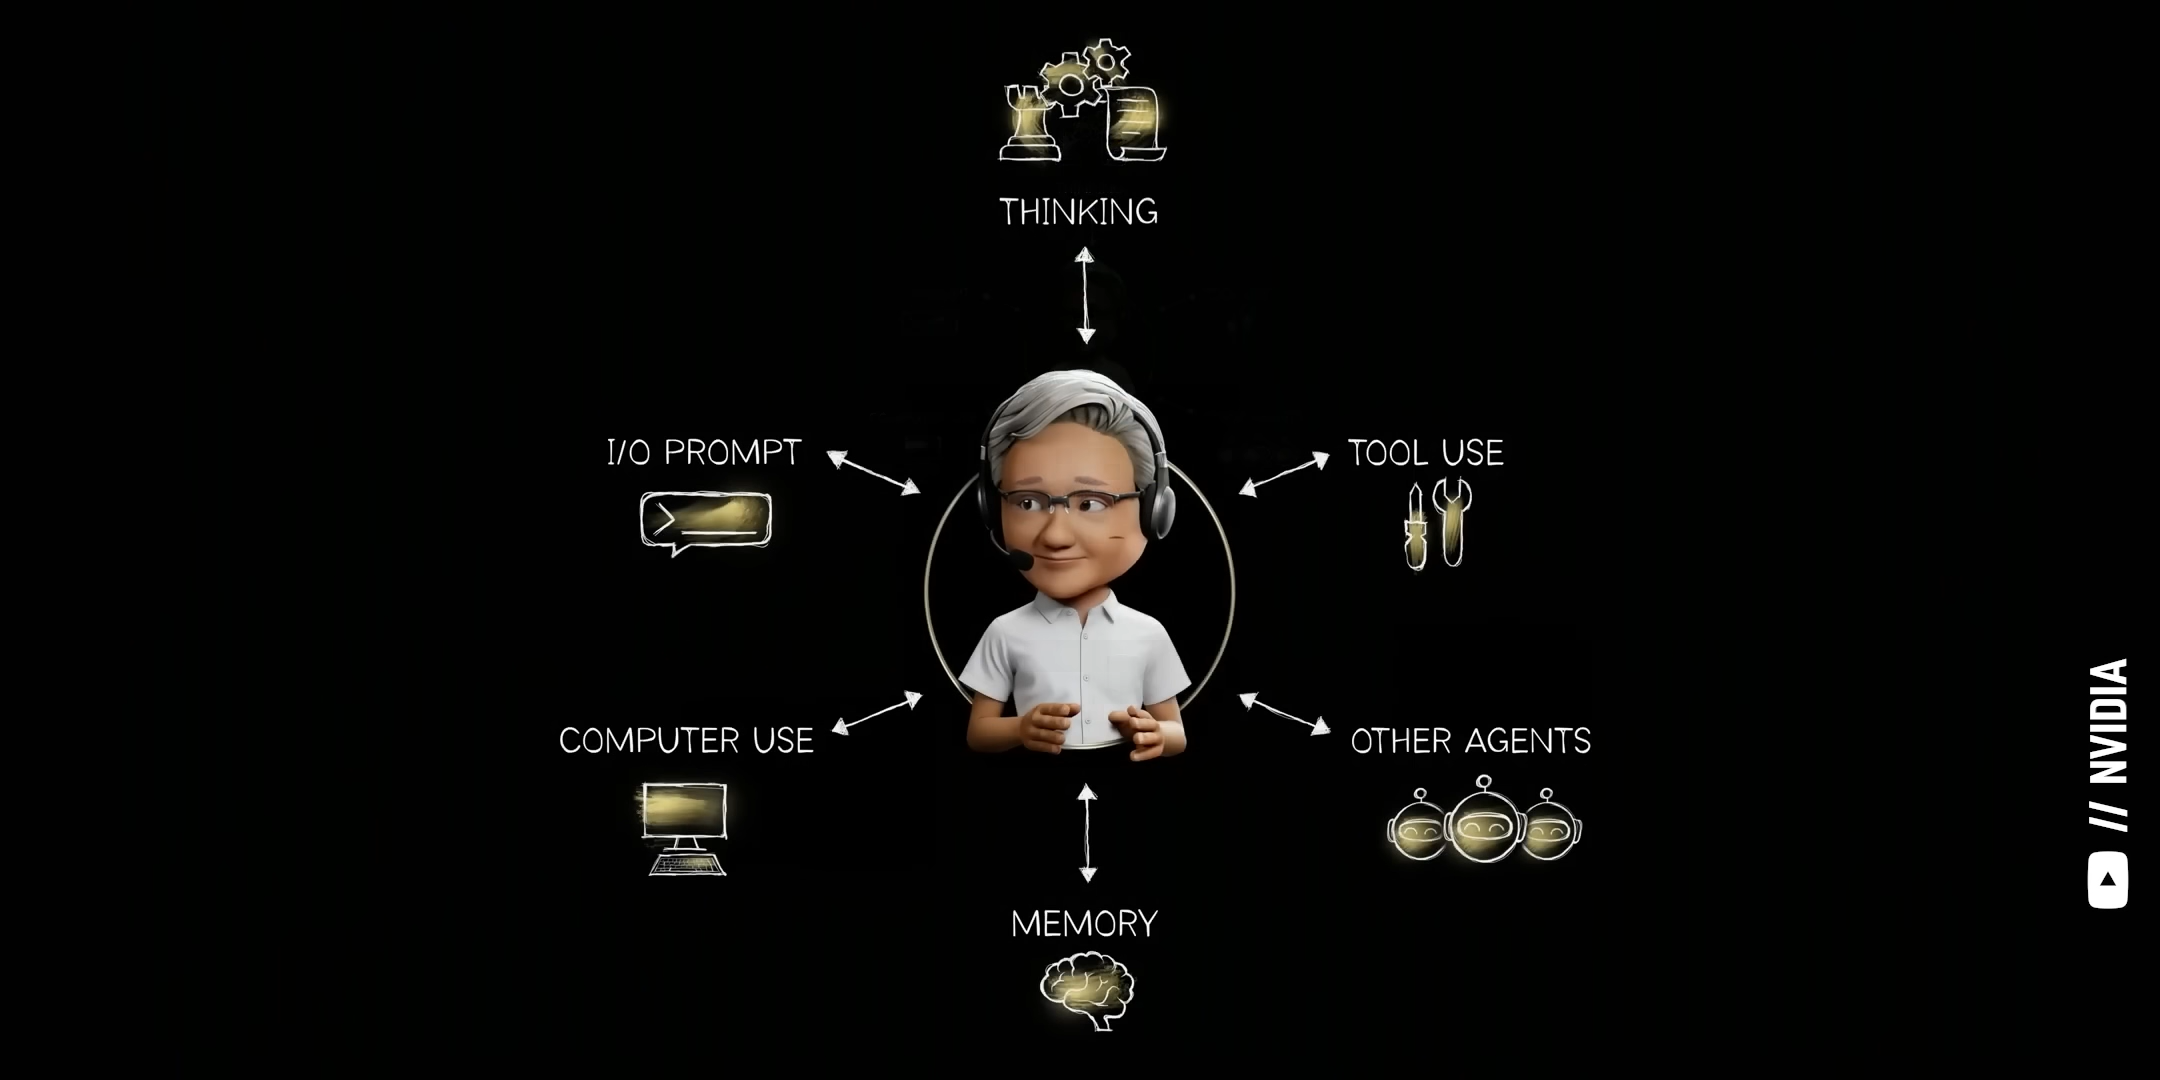 THINKING
I/O PROMPT
TOOL USE
COMPUTER USE
OTHER AGENTS
MEMORY
// NVIDIA